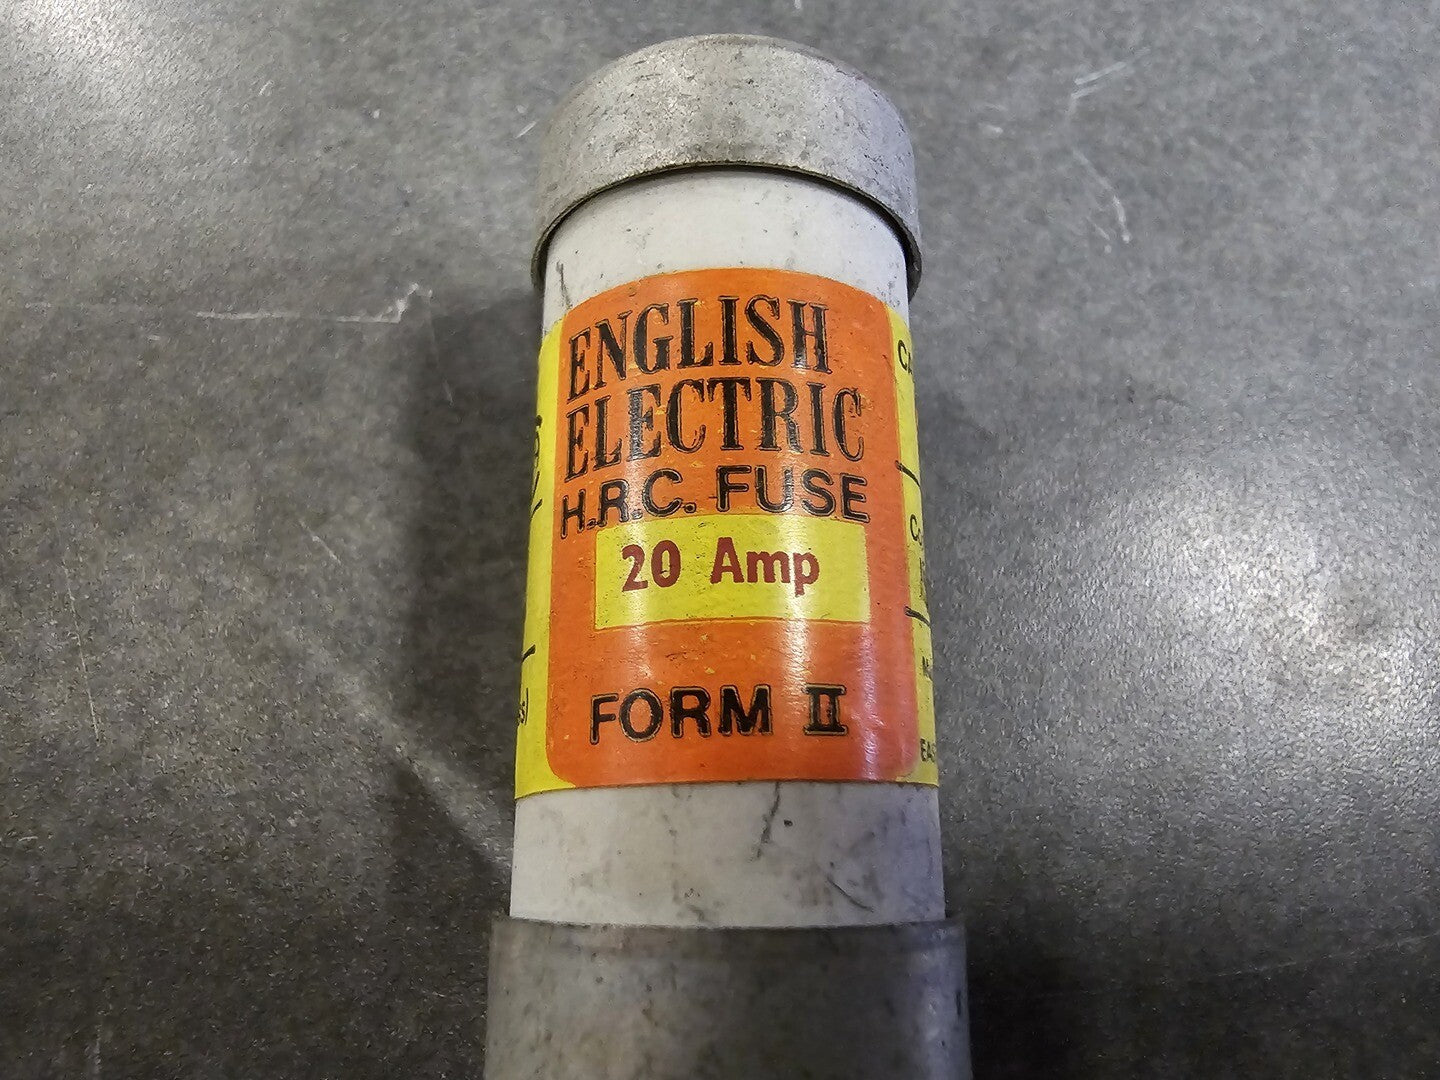 ENGLISH
ELECTRIC
H.R.C. FUSE
20 Amp
FORM II